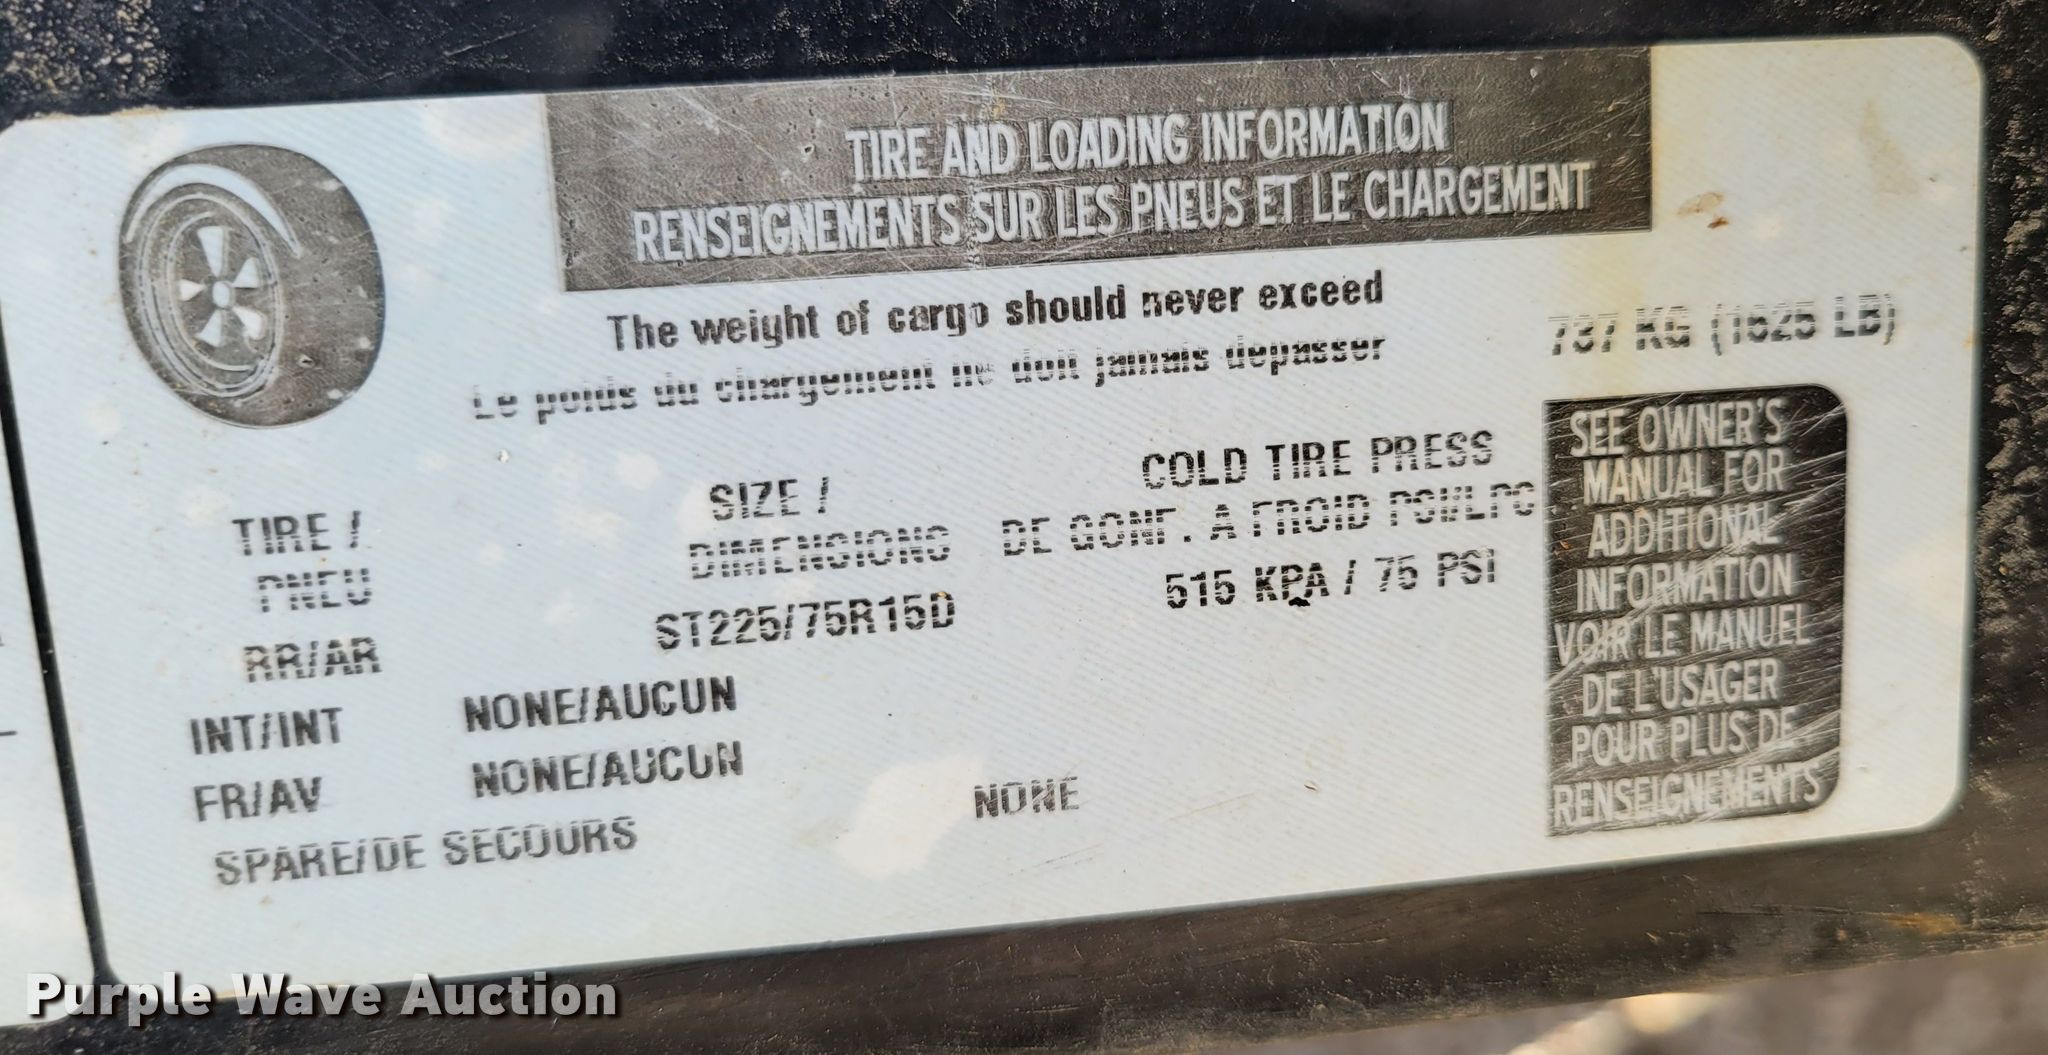 TIRE AND LOADING INFORMATION
RENSEIGNEMENTS SUR LES PNEUS ET LE CHARGEMENT
The weight of cargo should never exceed
Le poids du chargement ne doit jamais depasser
737 KG (1625 LB)
TIRE /
PNEU
SIZE /
DIMENSIONS
COLD TIRE PRESS
DE GONF. A FROID PSI/LPC
RR/AR
ST225/75R15D
515 KPA / 75 PSI
INT/INT
NONE/AUCUN
FR/AV
NONE/AUCUN
SPARE/DE SECOURS
NONE
SEE OWNER'S
MANUAL FOR
ADDITIONAL
INFORMATION
VOIR LE MANUEL
DE L'USAGER
POUR PLUS DE
RENSEIGNEMENTS
Purple Wave Auction